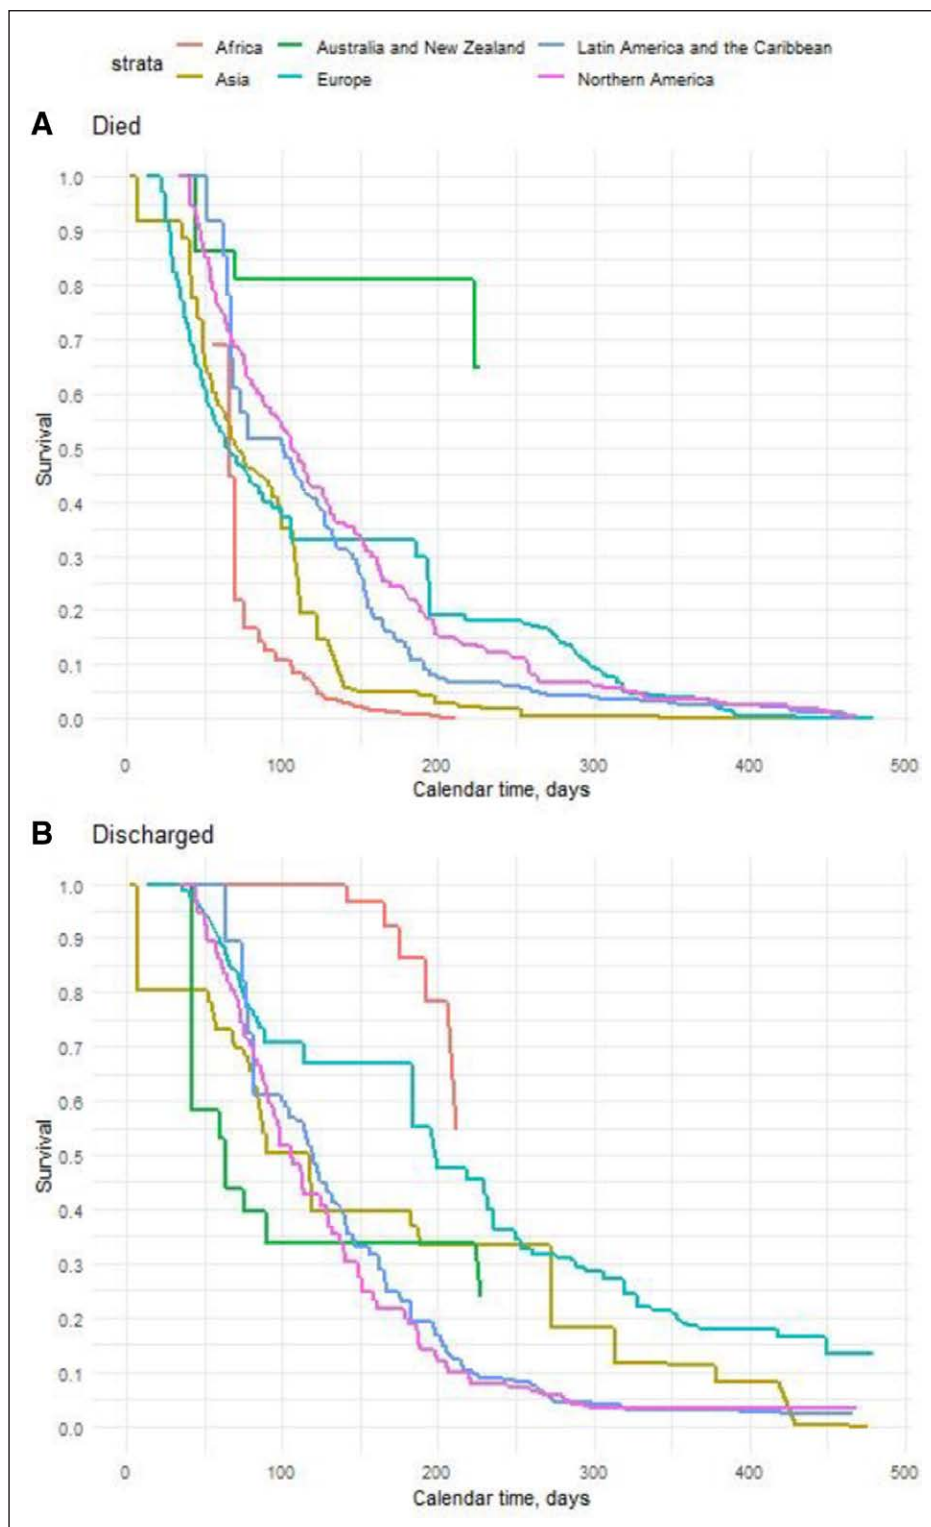 strata Africa Australia and New Zealand Latin America and the Caribbean
Asia Europe Northern America
A Died
1.0
0.9
0.8
0.7
0.6
0.5
0.4
0.3
0.2
0.1
0.0
Survival
0 100 200 300 400 500
Calendar time, days
B Discharged
1.0
0.9
0.8
0.7
0.6
0.5
0.4
0.3
0.2
0.1
0.0
Survival
0 100 200 300 400 500
Calendar time, days